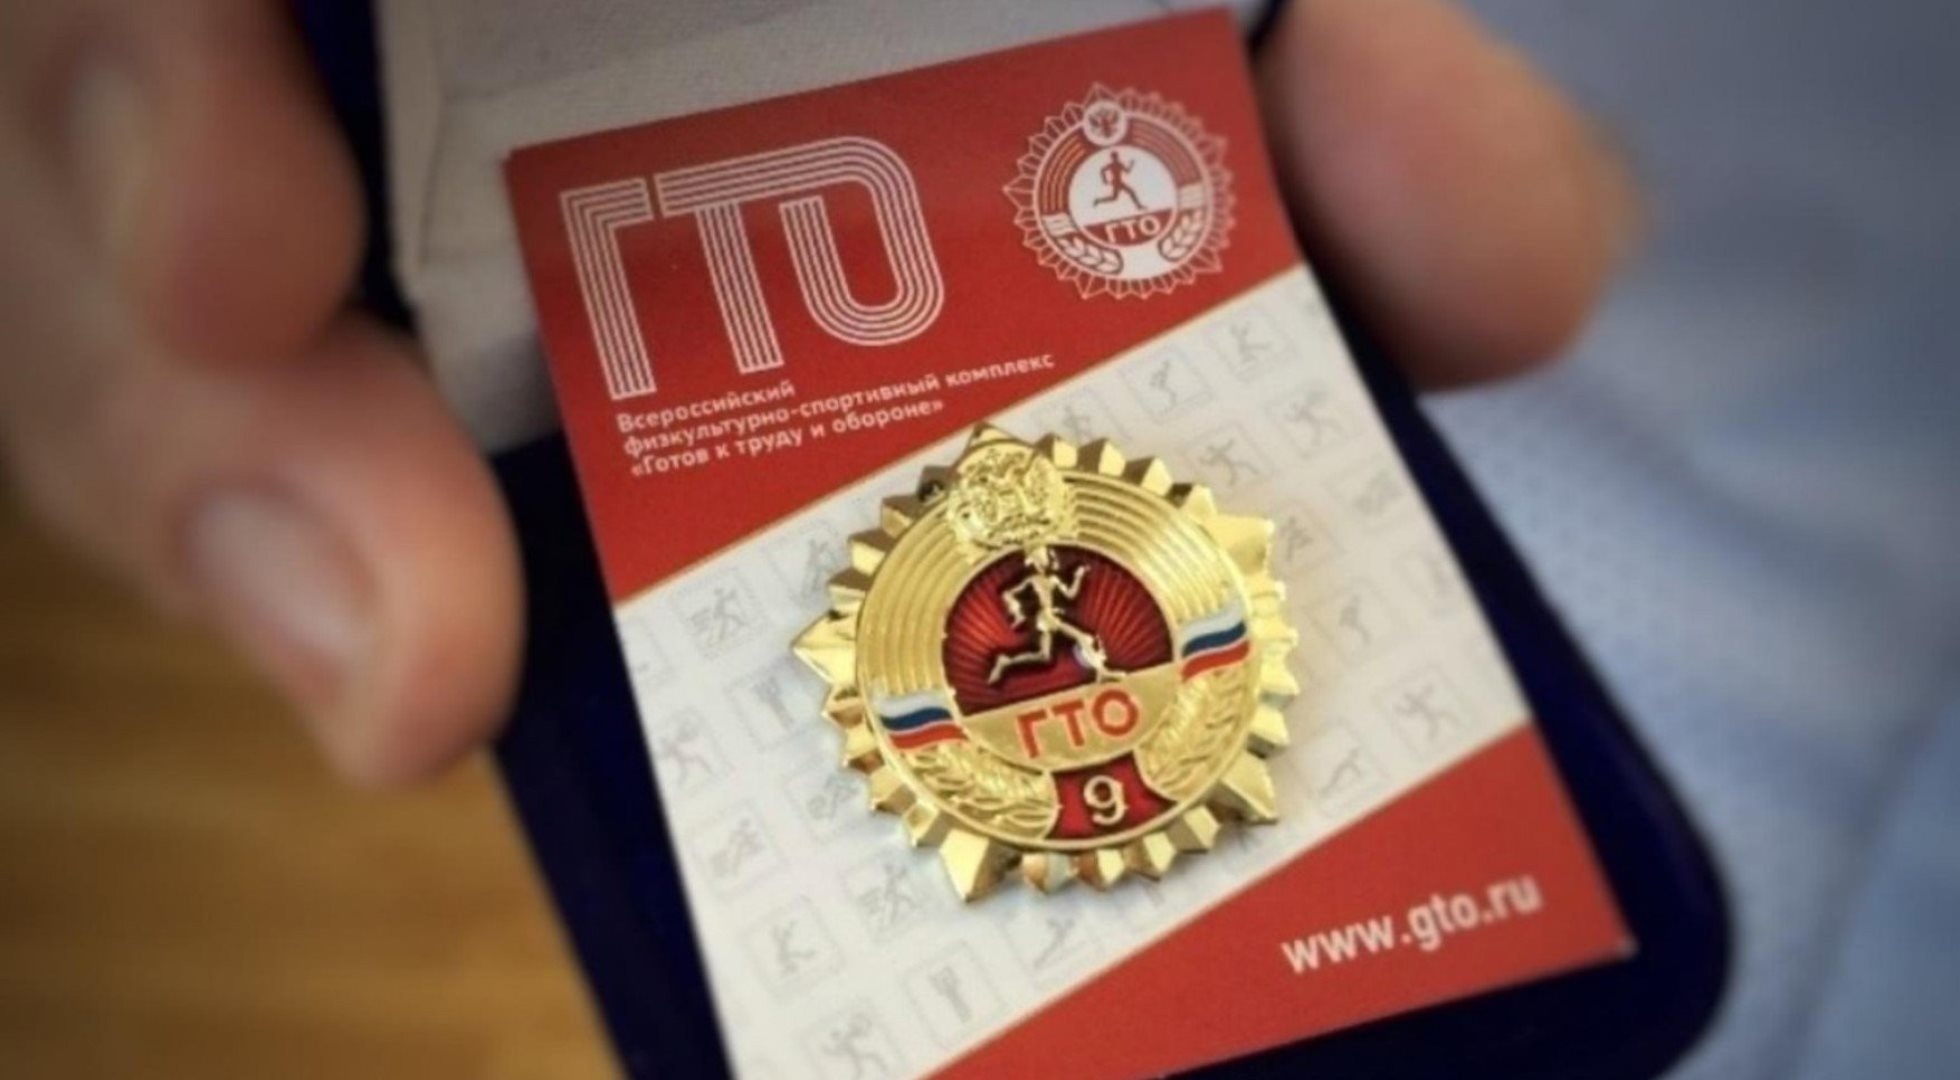 ГТО
ГТО
Всероссийский
физкультурно-спортивный комплекс
«Готов к труду и обороне»
ГТО
9
www.gto.ru